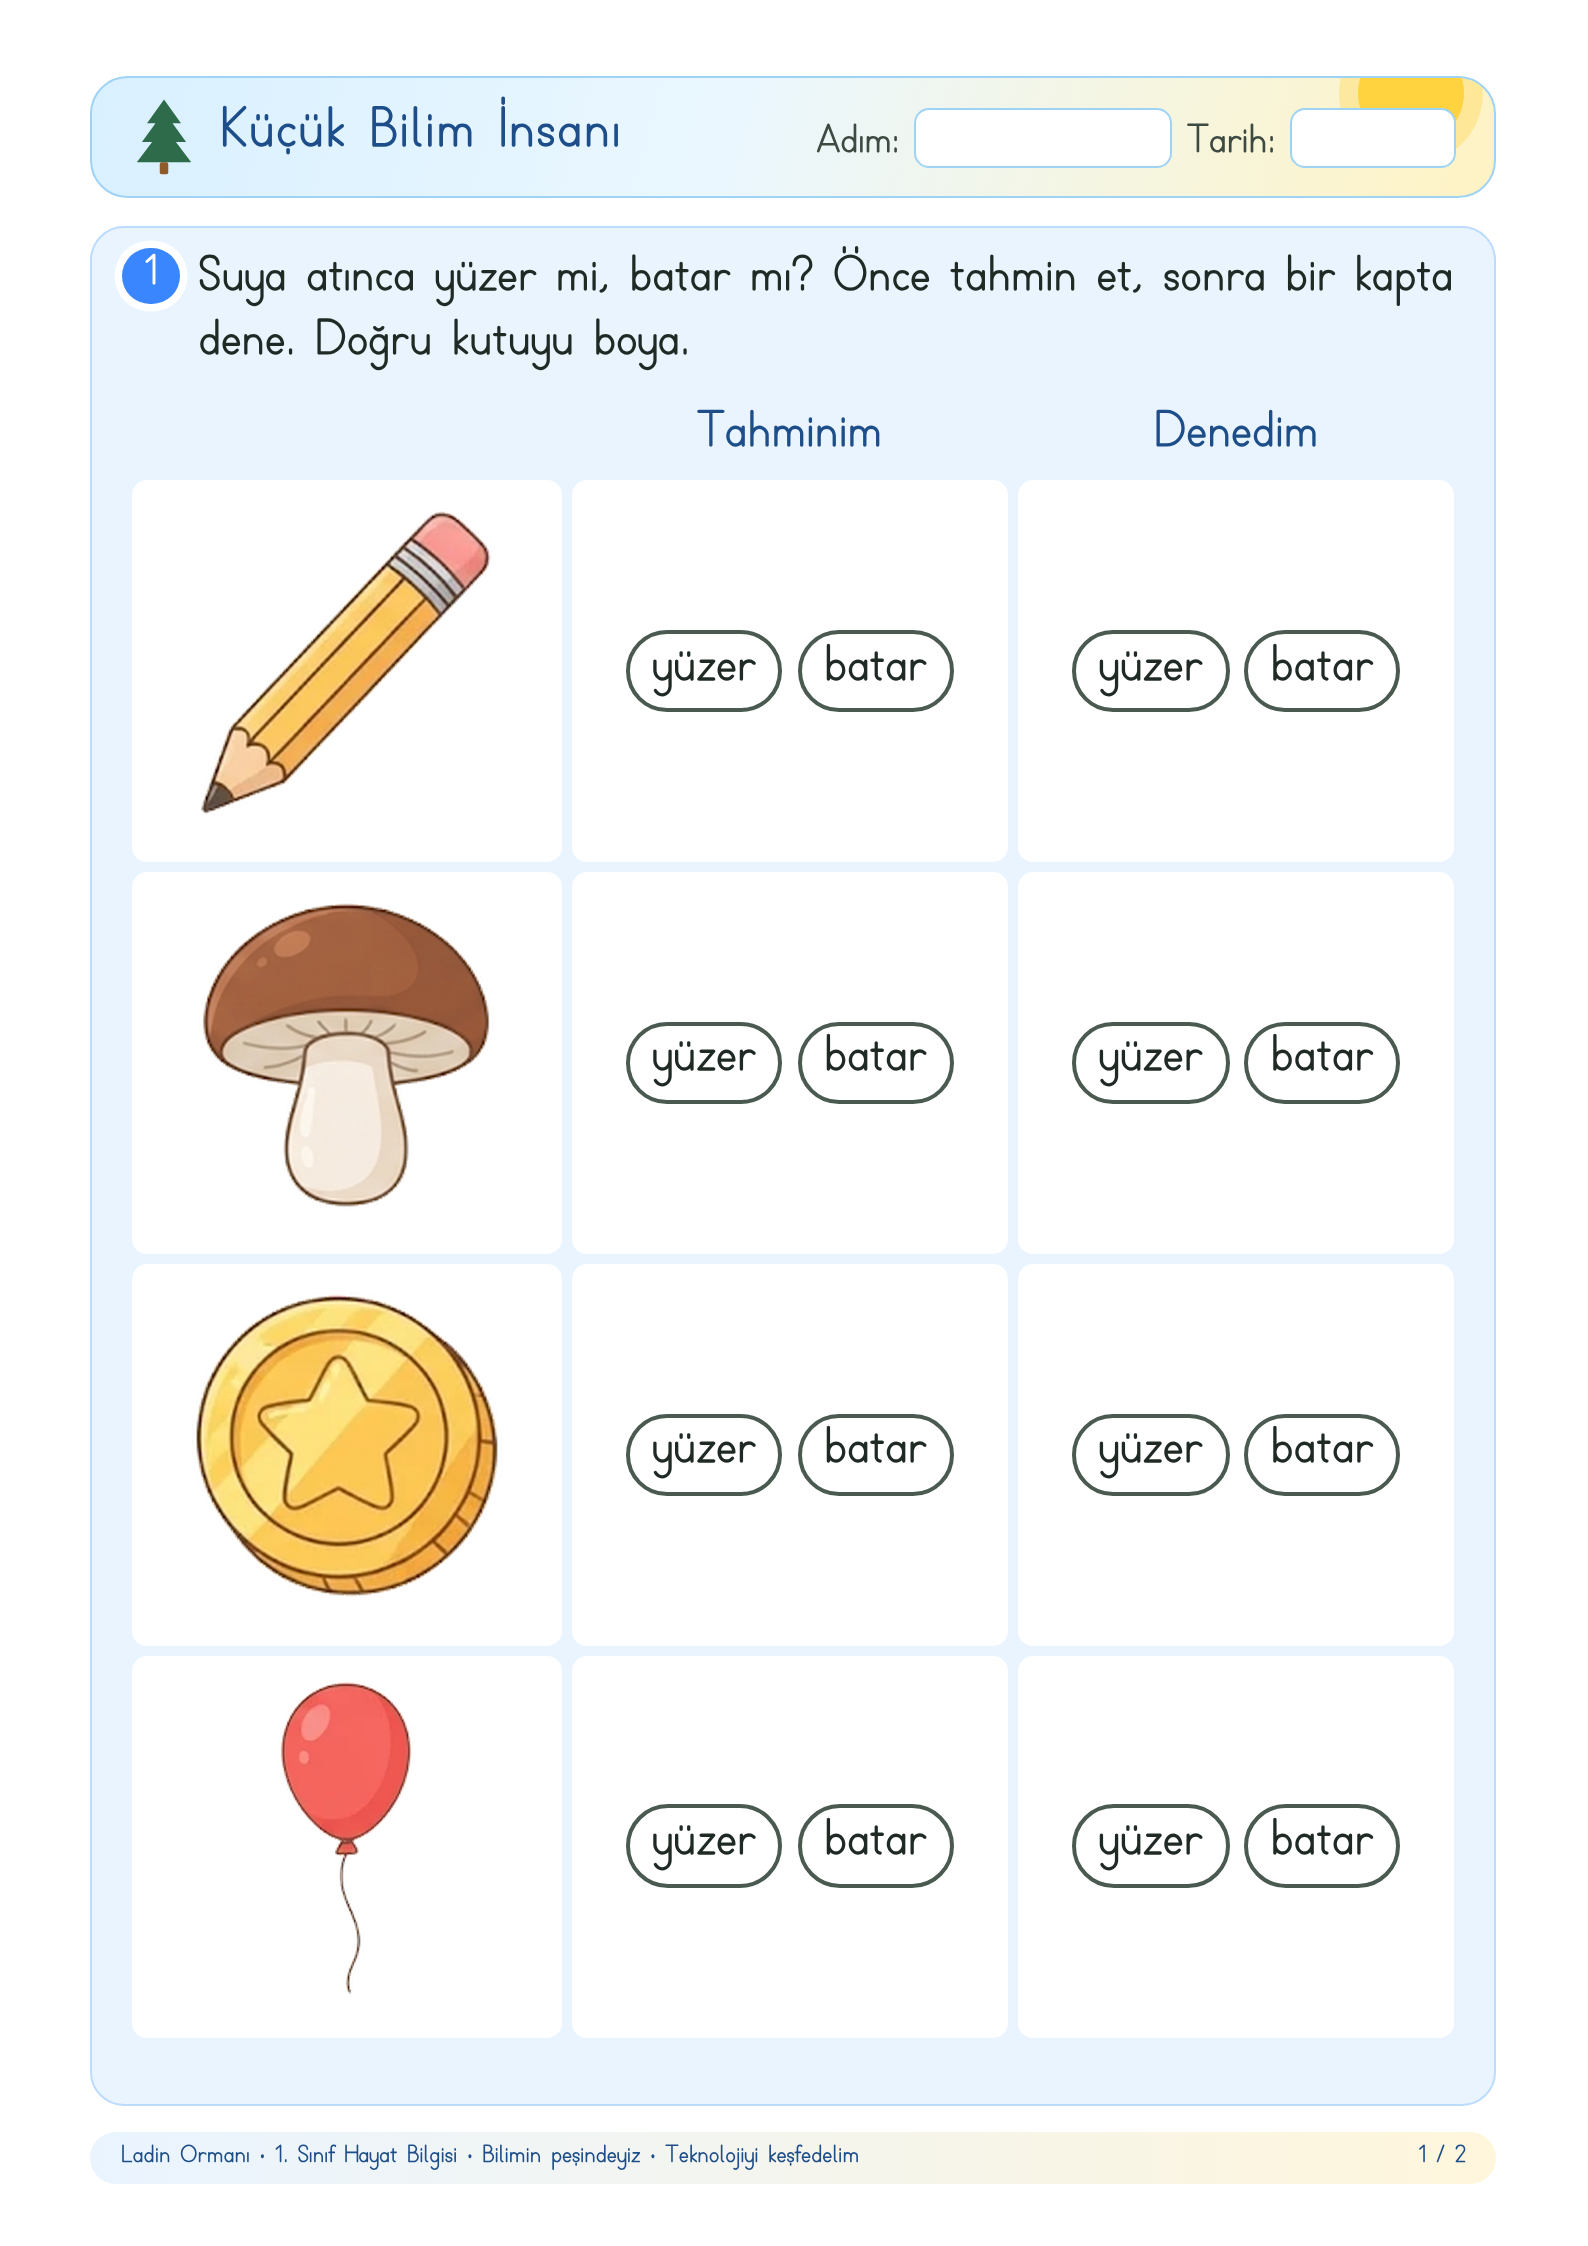 Küçük Bilim İnsanı
Adım:
Tarih:
1
Suya atınca yüzer mi, batar mı? Önce tahmin et, sonra bir kapta
dene. Doğru kutuyu boya.
Tahminim
Denedim
yüzer batar yüzer batar
yüzer batar yüzer batar
yüzer batar yüzer batar
yüzer batar yüzer batar
Ladin Ormanı • 1. Sınıf Hayat Bilgisi • Bilimin peşindeyiz • Teknolojiyi keşfedelim
1 / 2